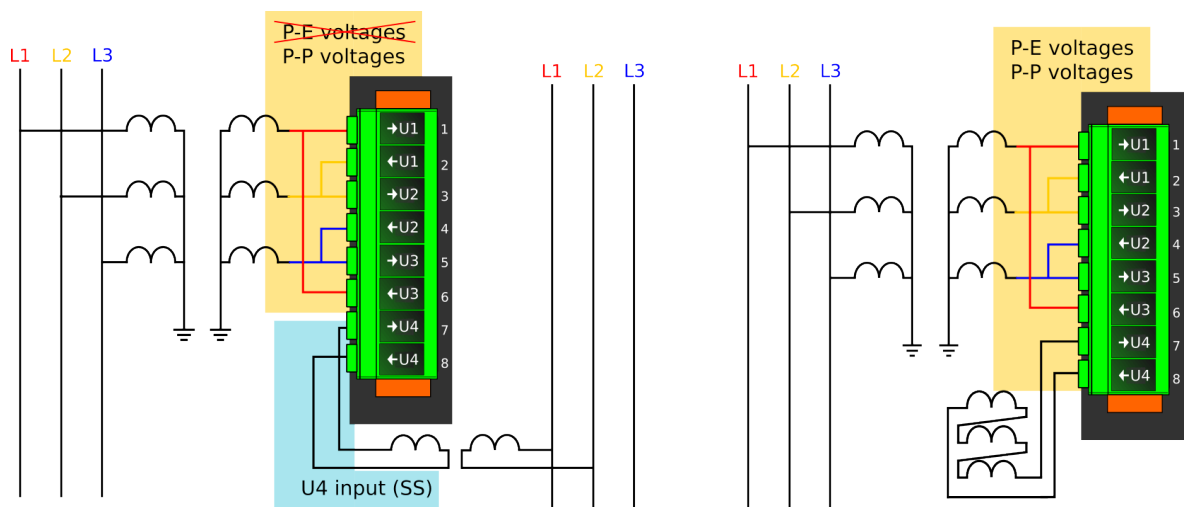 P-E voltages
P-P voltages
L1 L2 L3
→U1 1
←U1 2
→U2 3
←U2 4
→U3 5
←U3 6
→U4 7
←U4 8
U4 input (SS)
L1 L2 L3
L1 L2 L3
P-E voltages
P-P voltages
→U1 1
←U1 2
→U2 3
←U2 4
→U3 5
←U3 6
→U4 7
←U4 8